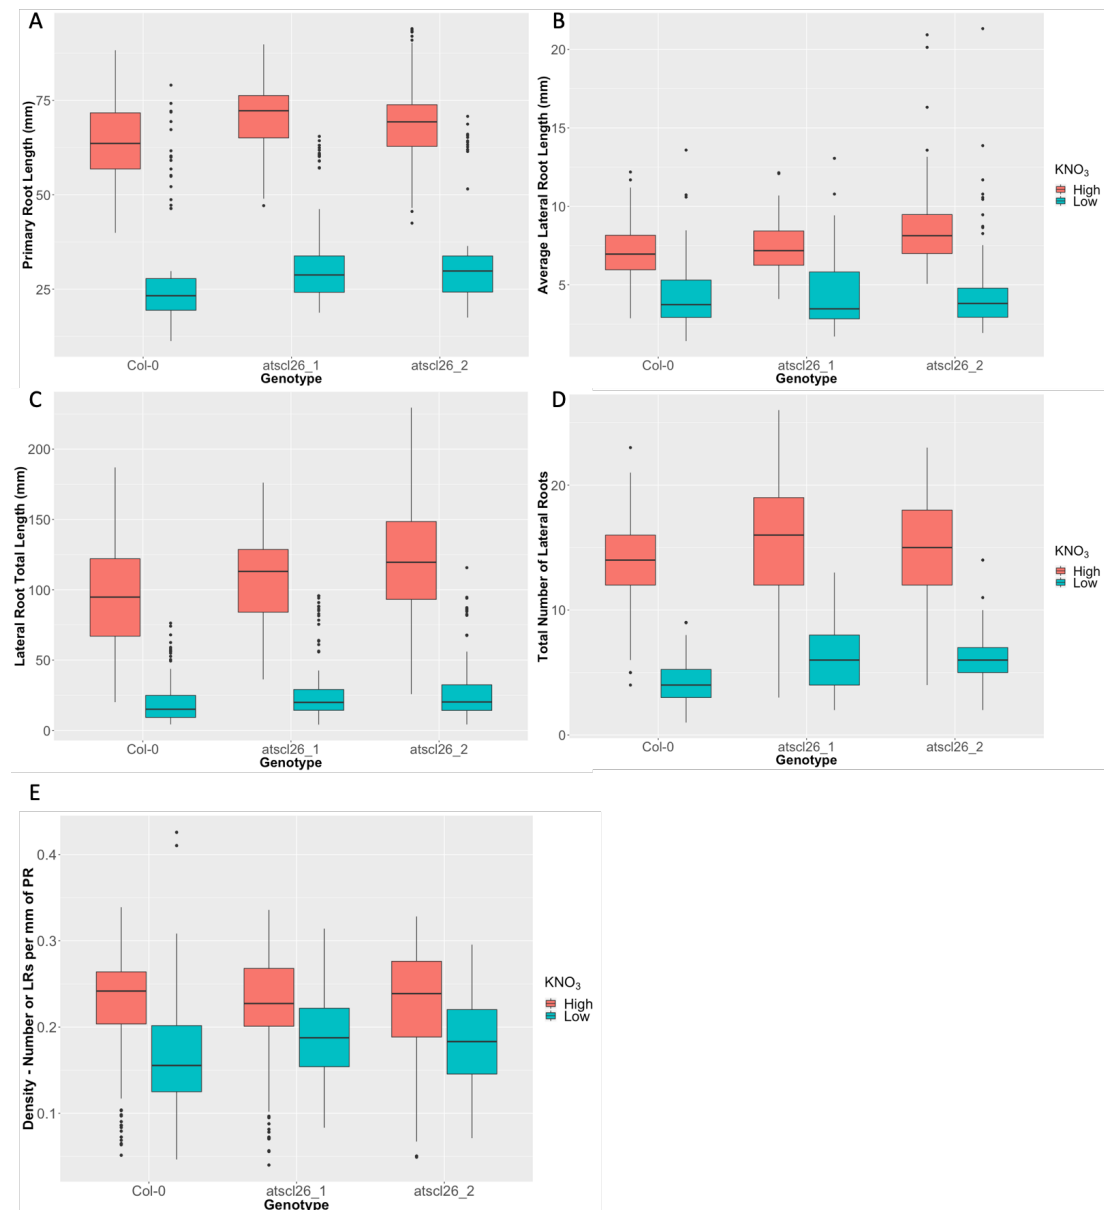 A
Primary Root Length (mm)
75
50
25
Col-0
atscl26_1
atscl26_2
Genotype
B
Average Lateral Root Length (mm)
20
15
10
5
Col-0
atscl26_1
atscl26_2
Genotype
KNO₃
High
Low
C
Lateral Root Total Length (mm)
200
150
100
50
0
Col-0
atscl26_1
atscl26_2
Genotype
D
Total Number of Lateral Roots
20
10
0
Col-0
atscl26_1
atscl26_2
Genotype
KNO₃
High
Low
E
Density - Number or LRs per mm of PR
0.4
0.3
0.2
0.1
Col-0
atscl26_1
atscl26_2
Genotype
KNO₃
High
Low